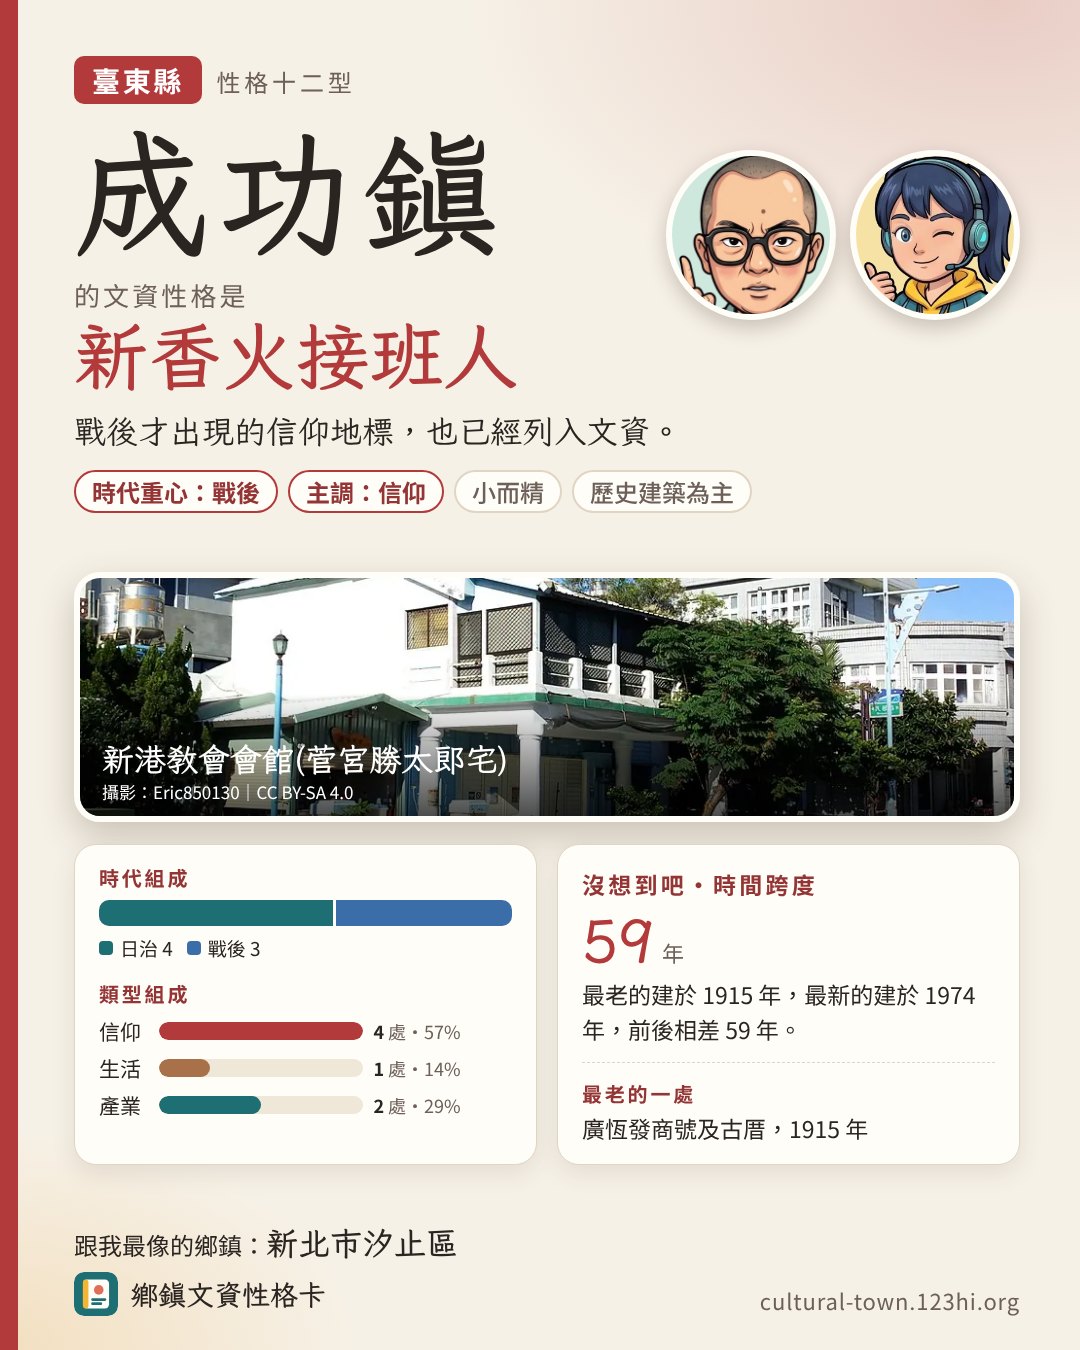 臺東縣 性格十二型
成功鎮
的文資性格是
新香火接班人
戰後才出現的信仰地標，也已經列入文資。
時代重心：戰後 主調：信仰 小而精 歷史建築為主
新港教會會館(菅宮勝太郎宅)
攝影：Eric850130｜CC BY-SA 4.0
時代組成
日治 4 戰後 3
類型組成
信仰 4 處・57%
生活 1 處・14%
產業 2 處・29%
沒想到吧・時間跨度
59 年
最老的建於 1915 年，最新的建於 1974
年，前後相差 59 年。
最老的一處
廣恆發商號及古厝，1915 年
跟我最像的鄉鎮：新北市汐止區
鄉鎮文資性格卡
cultural-town.123hi.org